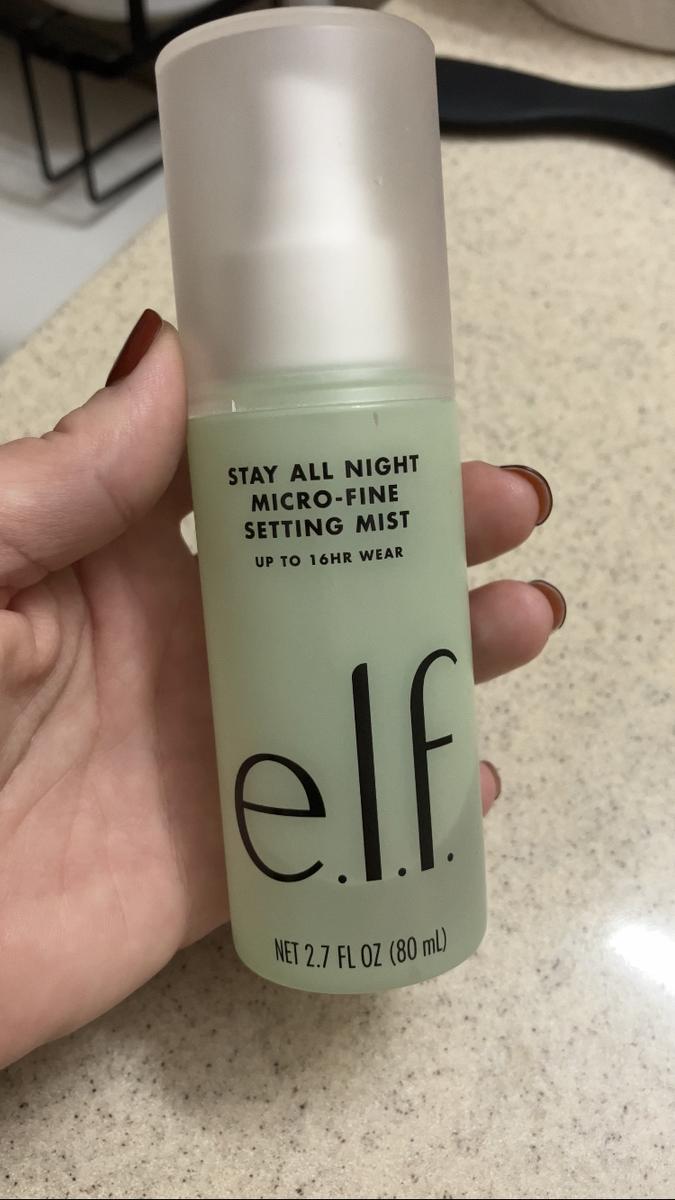 STAY ALL NIGHT
MICRO-FINE
SETTING MIST
UP TO 16HR WEAR
e.l.f.
NET 2.7 FL OZ (80 mL)